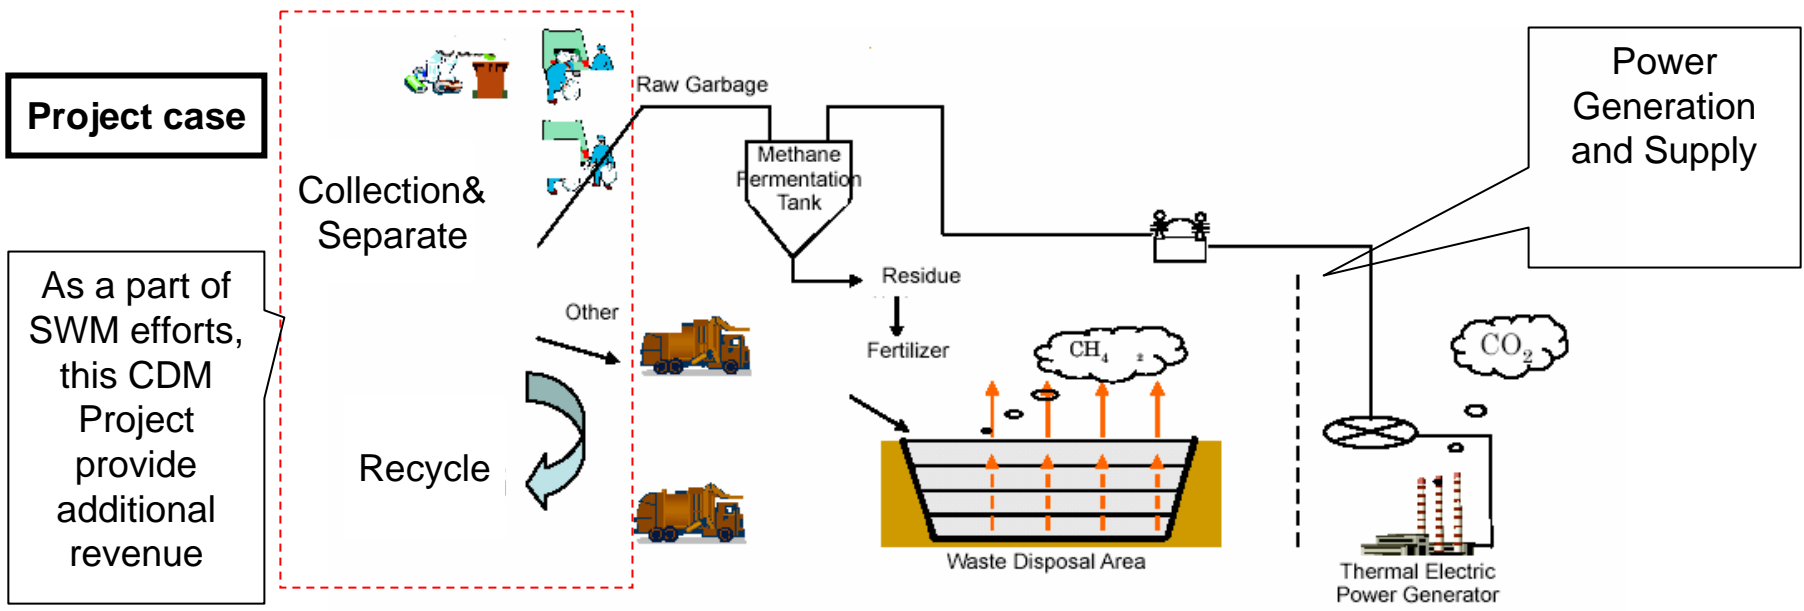 Project case
As a part of
SWM efforts,
this CDM
Project
provide
additional
revenue
Collection&
Separate
Recycle
Raw Garbage
Other
Methane
Fermentation
Tank
Residue
Fertilizer
CH4 2
Waste Disposal Area
Power
Generation
and Supply
CO2
Thermal Electric
Power Generator